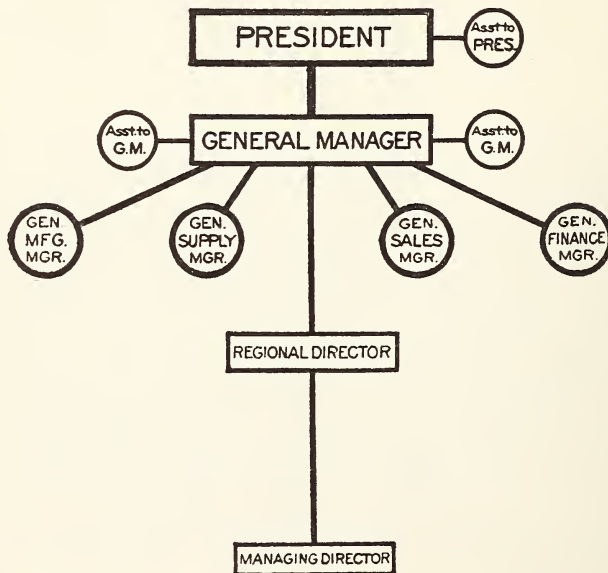 PRESIDENT
Asst to
PRES.
Asst. to
G.M.
GENERAL MANAGER
Asst. to
G.M.
GEN.
MFG.
MGR.
GEN.
SUPPLY
MGR.
GEN.
SALES
MGR.
GEN.
FINANCE
MGR.
REGIONAL DIRECTOR
MANAGING DIRECTOR